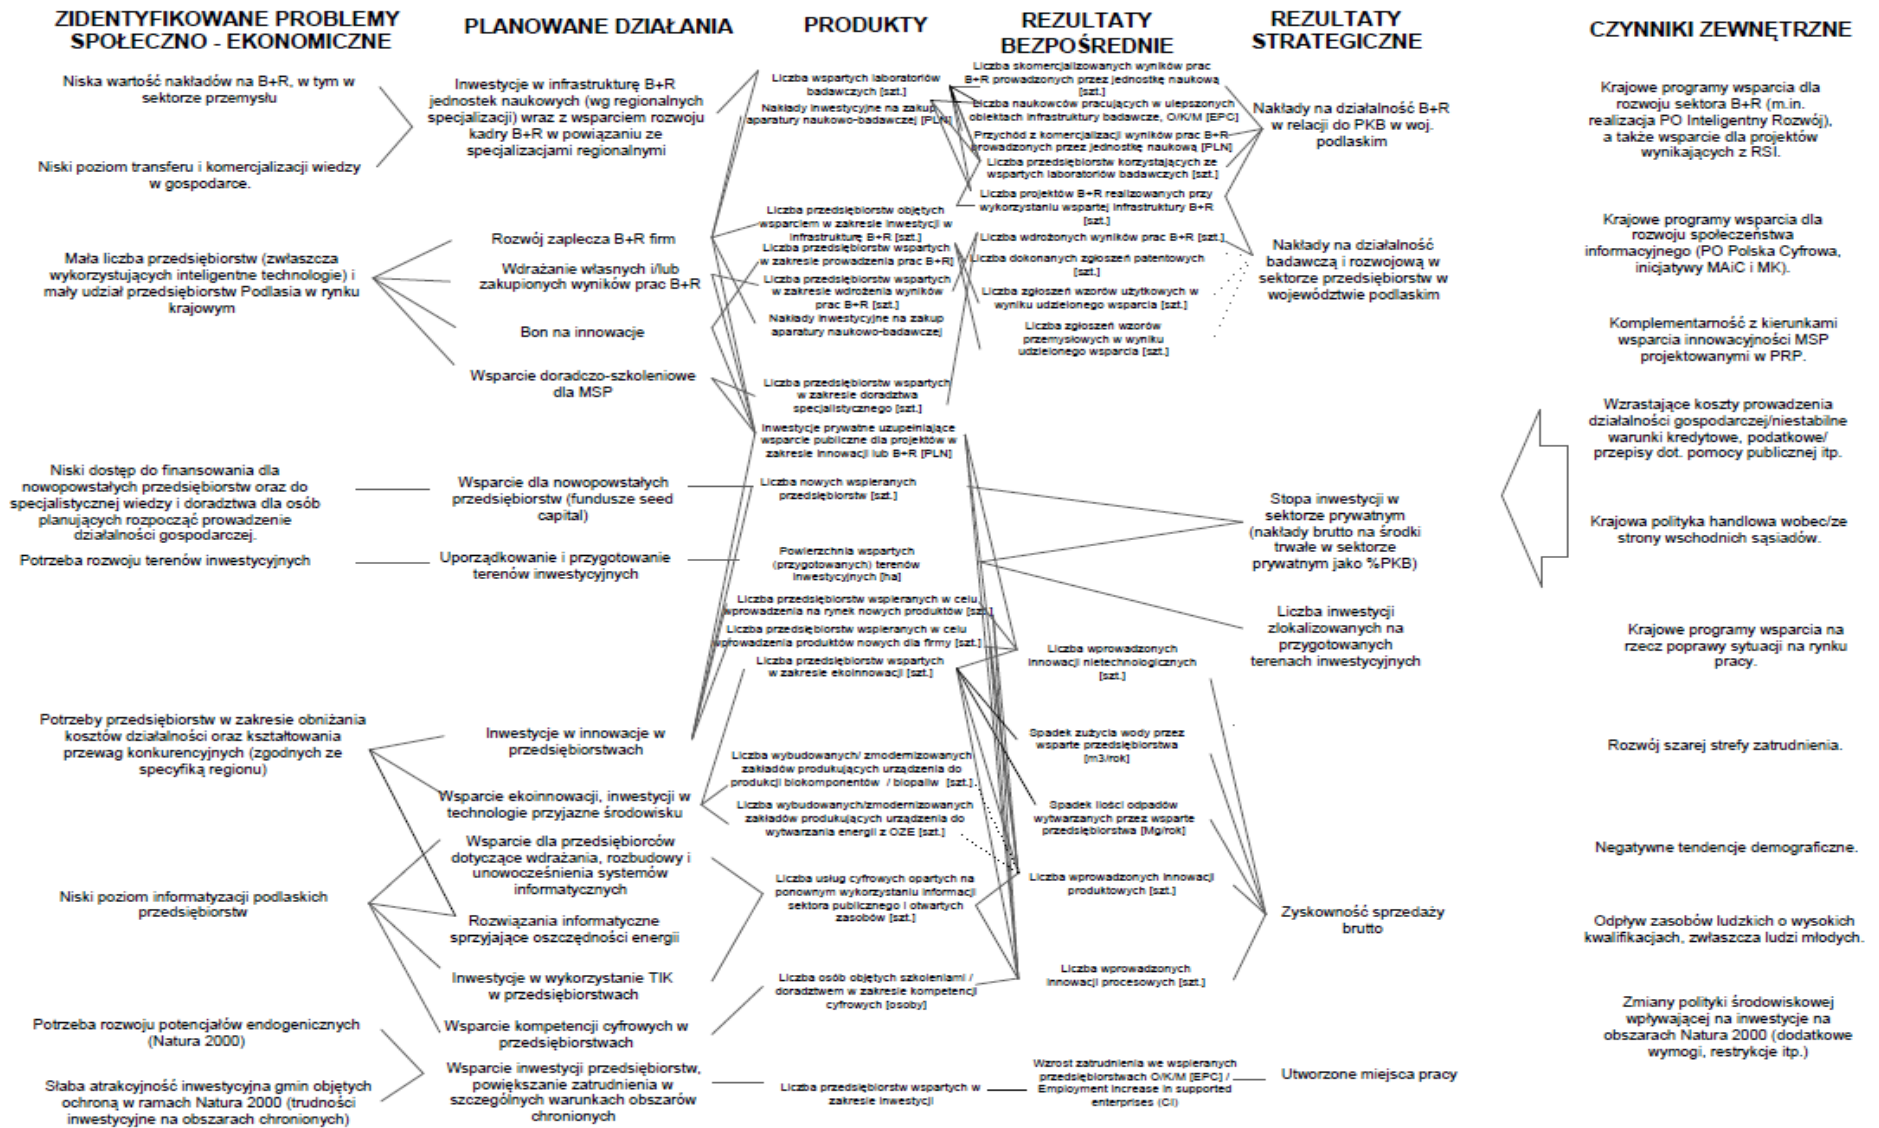 ZIDENTYFIKOWANE PROBLEMY
SPOŁECZNO - EKONOMICZNE
Niska wartość nakładów na B+R, w tym w
sektorze przemysłu
Niski poziom transferu i komercjalizacji wiedzy
w gospodarce.
Mała liczba przedsiębiorstw (zwłaszcza
wykorzystujących inteligentne technologie) i
mały udział przedsiębiorstw Podlasia w rynku
krajowym
Niski dostęp do finansowania dla
nowopowstałych przedsiębiorstw oraz do
specjalistycznej wiedzy i doradztwa dla osób
planujących rozpocząć prowadzenie
działalności gospodarczej.
Potrzeba rozwoju terenów inwestycyjnych
Potrzeby przedsiębiorstw w zakresie obniżania
kosztów działalności oraz kształtowania
przewag konkurencyjnych (zgodnych ze
specyfiką regionu)
Niski poziom informatyzacji podlaskich
przedsiębiorstw
Potrzeba rozwoju potencjałów endogenicznych
(Natura 2000)
Słaba atrakcyjność inwestycyjna gmin objętych
ochroną w ramach Natura 2000 (trudności
inwestycyjne na obszarach chronionych)
PLANOWANE DZIAŁANIA
Inwestycje w infrastrukturę B+R
jednostek naukowych (wg regionalnych
specjalizacji) wraz z wsparciem rozwoju
kadry B+R w powiązaniu ze
specjalizacjami regionalnymi
Rozwój zaplecza B+R firm
Wdrażanie własnych i/lub
zakupionych wyników prac B+R
Bon na innowacje
Wsparcie doradczo-szkoleniowe
dla MSP
Wsparcie dla nowopowstałych
przedsiębiorstw (fundusze seed
capital)
Uporządkowanie i przygotowanie
terenów inwestycyjnych
Inwestycje w innowacje w
przedsiębiorstwach
Wsparcie ekoinnowacji, inwestycji w
technologie przyjazne środowisku
Wsparcie dla przedsiębiorców
dotyczące wdrażania, rozbudowy i
unowocześnienia systemów
informatycznych
Rozwiązania informatyczne
sprzyjające oszczędności energii
Inwestycje w wykorzystanie TIK
w przedsiębiorstwach
Wsparcie kompetencji cyfrowych w
przedsiębiorstwach
Wsparcie inwestycji przedsiębiorstw,
powiększanie zatrudnienia w
szczególnych warunkach obszarów
chronionych
PRODUKTY
Liczba wspartych laboratoriów
badawczych [szt.]
Nakłady inwestycyjne na zakup
aparatury naukowo-badawczej [PLN]
Liczba przedsiębiorstw objętych
wsparciem w zakresie inwestycji w
infrastrukturę B+R [szt.]
Liczba przedsiębiorstw wspartych
w zakresie prowadzenia prac B+R]
Liczba przedsiębiorstw wspartych
w zakresie wdrożenia wyników
prac B+R [szt.]
Nakłady inwestycyjne na zakup
aparatury naukowo-badawczej
Liczba przedsiębiorstw wspartych
w zakresie doradztwa
specjalistycznego [szt.]
Inwestycje prywatne uzupełniające
wsparcie publiczne dla projektów w
zakresie innowacji lub B+R [PLN]
Liczba nowych wspieranych
przedsiębiorstw [szt.]
Powierzchnia wspartych
(przygotowanych) terenów
inwestycyjnych [ha]
Liczba przedsiębiorstw wspieranych w celu
wprowadzenia na rynek nowych produktów [szt.]
Liczba przedsiębiorstw wspieranych w celu
wprowadzenia produktów nowych dla firmy [szt.]
Liczba przedsiębiorstw wspartych
w zakresie ekoinnowacji [szt.]
Liczba wybudowanych/ zmodernizowanych
zakładów produkujących urządzenia do
produkcji biokomponentów / biopaliw [szt.]
Liczba wybudowanych/zmodernizowanych
zakładów produkujących urządzenia do
wytwarzania energii z OZE [szt.]
Liczba usług cyfrowych opartych na
ponownym wykorzystaniu informacji
sektora publicznego i otwartych
zasobów [szt.]
Liczba osób objętych szkoleniami /
doradztwem w zakresie kompetencji
cyfrowych [osoby]
Liczba przedsiębiorstw wspartych w
zakresie inwestycji
REZULTATY
BEZPOŚREDNIE
Liczba skomercjalizowanych wyników prac
B+R prowadzonych przez jednostkę naukową
[szt.]
Liczba naukowców pracujących w ulepszonych
obiektach infrastruktury badawcze, O/K/M [EPC]
Przychód z komercjalizacji wyników prac B+R
prowadzonych przez jednostkę naukową [PLN]
Liczba przedsiębiorstw korzystających ze
wspartych laboratoriów badawczych [szt.]
Liczba projektów B+R realizowanych przy
wykorzystaniu wspartej infrastruktury B+R
[szt.]
Liczba wdrożonych wyników prac B+R [szt.]
Liczba dokonanych zgłoszeń patentowych
[szt.]
Liczba zgłoszeń wzorów użytkowych w
wyniku udzielonego wsparcia [szt.]
Liczba zgłoszeń wzorów
przemysłowych w wyniku
udzielonego wsparcia [szt.]
Liczba wprowadzonych
innowacji nietechnologicznych
[szt.]
Spadek zużycia wody przez
wsparte przedsiębiorstwa
[m3/rok]
Spadek ilości odpadów
wytwarzanych przez wsparte
przedsiębiorstwa [Mg/rok]
Liczba wprowadzonych innowacji
produktowych [szt.]
Liczba wprowadzonych
innowacji procesowych [szt.]
Wzrost zatrudnienia we wspieranych
przedsiębiorstwach O/K/M [EPC] /
Employment increase in supported
enterprises (CI)
REZULTATY
STRATEGICZNE
Nakłady na działalność B+R
w relacji do PKB w woj.
podlaskim
Nakłady na działalność
badawczą i rozwojową w
sektorze przedsiębiorstw w
województwie podlaskim
Stopa inwestycji w
sektorze prywatnym
(nakłady brutto na środki
trwałe w sektorze
prywatnym jako %PKB)
Liczba inwestycji
zlokalizowanych na
przygotowanych
terenach inwestycyjnych
Zyskowność sprzedaży
brutto
Utworzone miejsca pracy
CZYNNIKI ZEWNĘTRZNE
Krajowe programy wsparcia dla
rozwoju sektora B+R (m.in.
realizacja PO Inteligentny Rozwój),
a także wsparcie dla projektów
wynikających z RSI.
Krajowe programy wsparcia dla
rozwoju społeczeństwa
informacyjnego (PO Polska Cyfrowa,
inicjatywy MAiC i MK).
Komplementarność z kierunkami
wsparcia innowacyjności MSP
projektowanymi w PRP.
Wzrastające koszty prowadzenia
działalności gospodarczej/niestabilne
warunki kredytowe, podatkowe/
przepisy dot. pomocy publicznej itp.
Krajowa polityka handlowa wobec/ze
strony wschodnich sąsiadów.
Krajowe programy wsparcia na
rzecz poprawy sytuacji na rynku
pracy.
Rozwój szarej strefy zatrudnienia.
Negatywne tendencje demograficzne.
Odpływ zasobów ludzkich o wysokich
kwalifikacjach, zwłaszcza ludzi młodych.
Zmiany polityki środowiskowej
wpływającej na inwestycje na
obszarach Natura 2000 (dodatkowe
wymogi, restrykcje itp.)